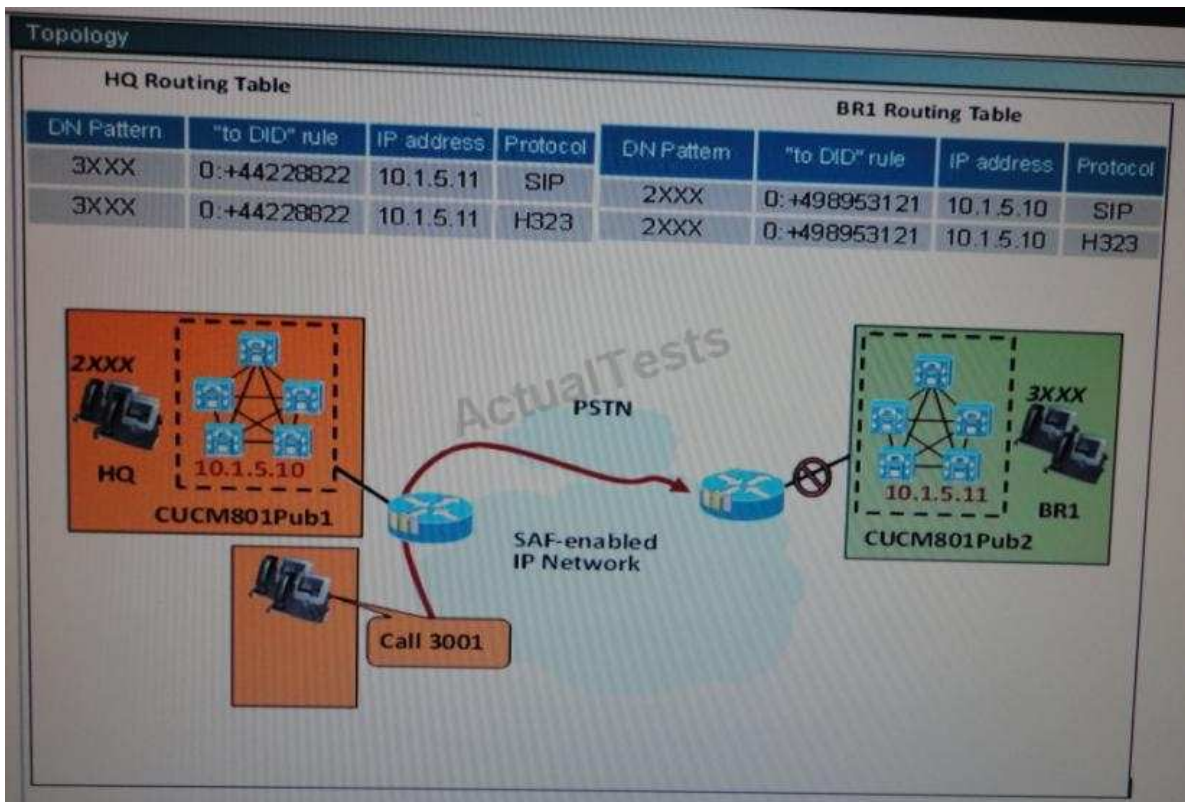 Topology
HQ Routing Table
DN Pattern "to DID" rule IP address Protocol
3XXX 0:+44228822 10.1.5.11 SIP
3XXX 0:+44228822 10.1.5.11 H323
BR1 Routing Table
DN Pattern "to DID" rule IP address Protocol
2XXX 0:+498953121 10.1.5.10 SIP
2XXX 0:+498953121 10.1.5.10 H323
2XXX
HQ
10.1.5.10
CUCM801Pub1
ActualTests
PSTN
SAF-enabled
IP Network
3XXX
10.1.5.11
BR1
CUCM801Pub2
Call 3001